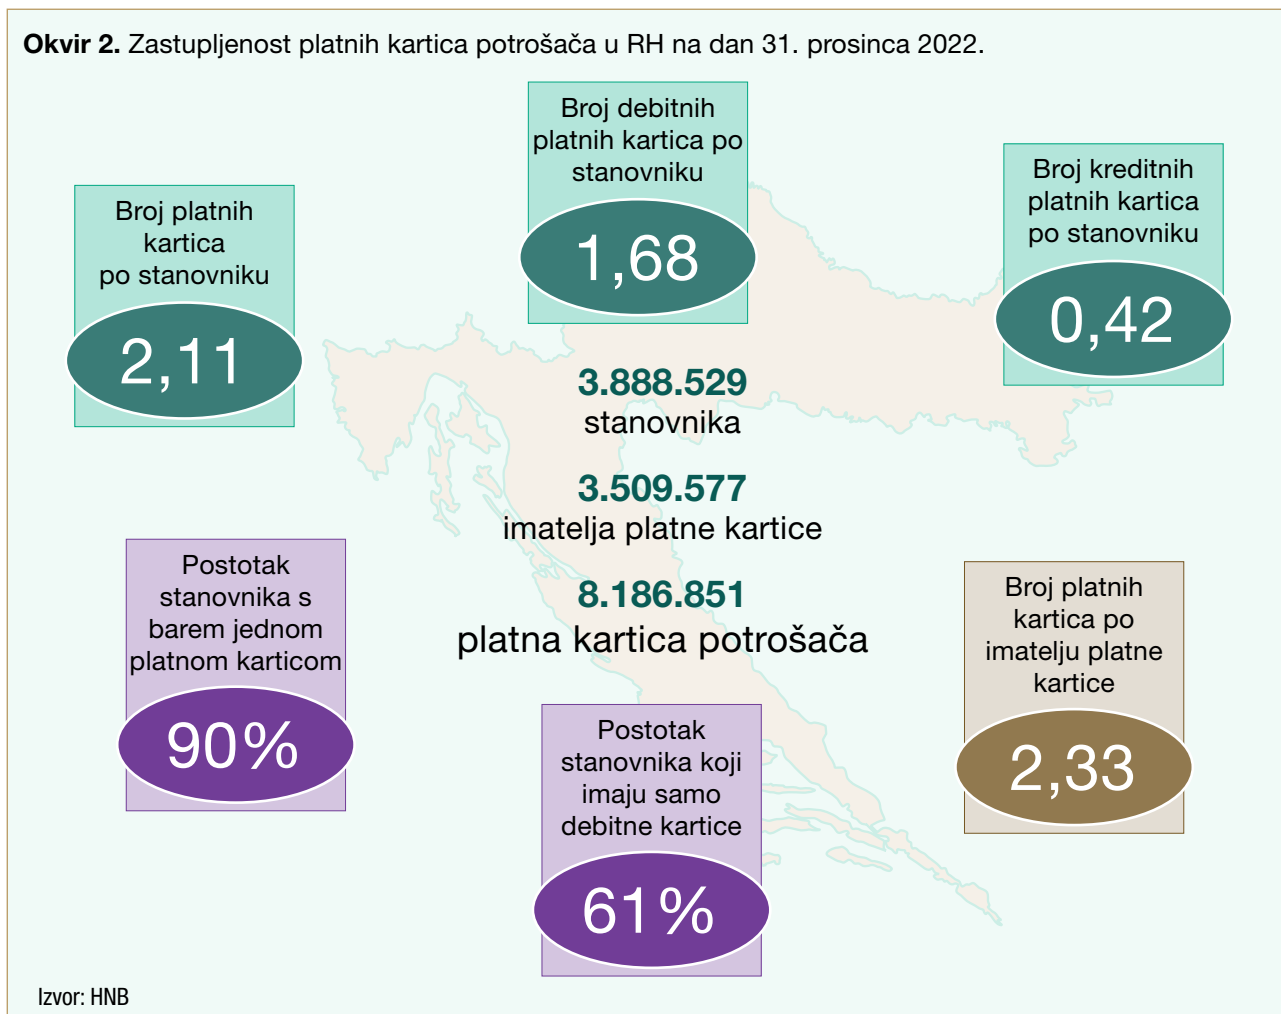 Okvir 2. Zastupljenost platnih kartica potrošača u RH na dan 31. prosinca 2022.
Broj platnih
kartica
po stanovniku
2,11
Broj debitnih
platnih kartica po
stanovniku
1,68
Broj kreditnih
platnih kartica
po stanovniku
0,42
3.888.529
stanovnika
3.509.577
imatelja platne kartice
8.186.851
platna kartica potrošača
Postotak
stanovnika s
barem jednom
platnom karticom
90%
Postotak
stanovnika koji
imaju samo
debitne kartice
61%
Broj platnih
kartica po
imatelju platne
kartice
2,33
Izvor: HNB